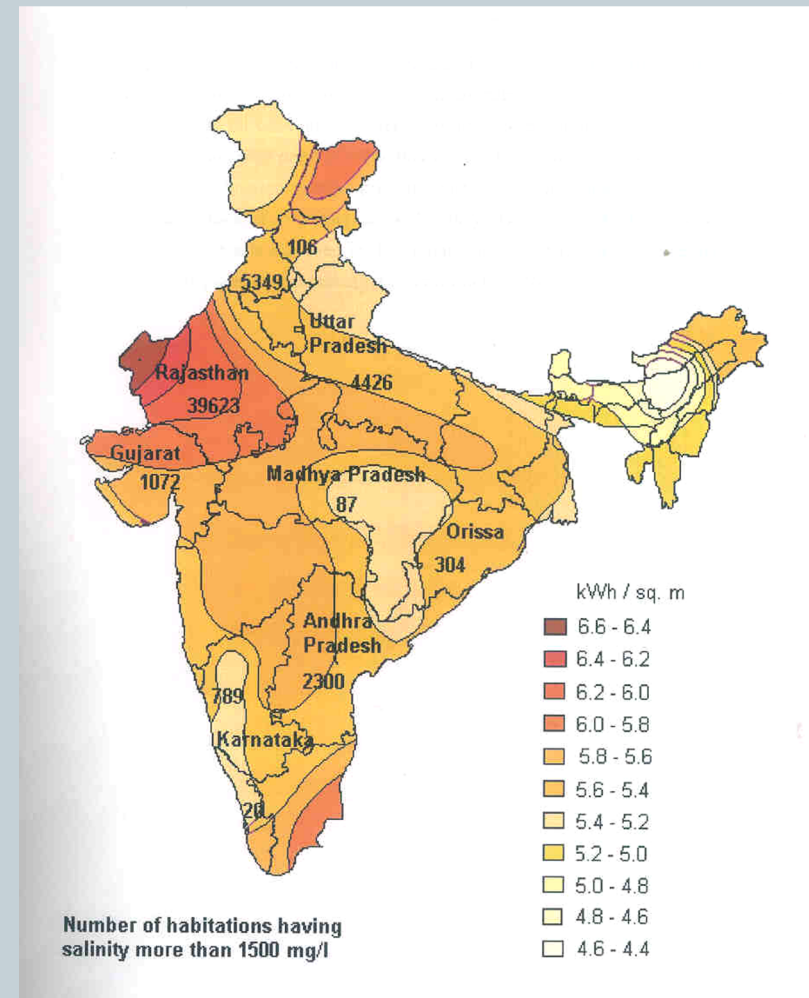 106
5349
Uttar
Pradesh
4426
Rajasthan
39623
Gujarat
1072
Madhya Pradesh
87
Orissa
304
Andhra
Pradesh
2300
789
Karnataka
20
kWh / sq. m
6.6 - 6.4
6.4 - 6.2
6.2 - 6.0
6.0 - 5.8
5.8 - 5.6
5.6 - 5.4
5.4 - 5.2
5.2 - 5.0
5.0 - 4.8
4.8 - 4.6
4.6 - 4.4
Number of habitations having
salinity more than 1500 mg/l